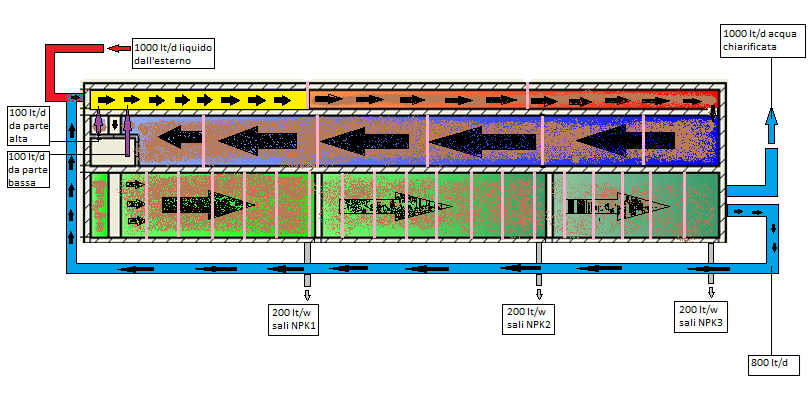 1000 lt/d liquido
dall'esterno
1000 lt/d acqua
chiarificata
100 lt/d
da parte
alta
100 lt/d
da parte
bassa
200 lt/w
sali NPK1
200 lt/w
sali NPK2
200 lt/w
sali NPK3
800 lt/d